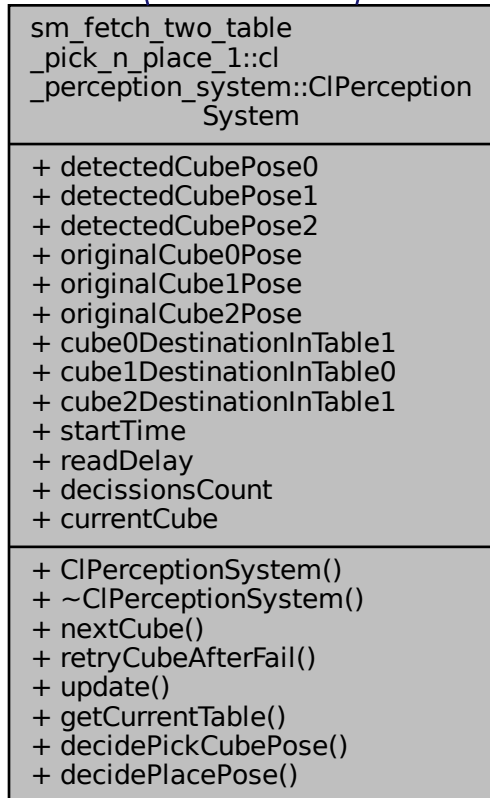 sm_fetch_two_table
_pick_n_place_1::cl
_perception_system::ClPerception
System
+ detectedCubePose0
+ detectedCubePose1
+ detectedCubePose2
+ originalCube0Pose
+ originalCube1Pose
+ originalCube2Pose
+ cube0DestinationInTable1
+ cube1DestinationInTable0
+ cube2DestinationInTable1
+ startTime
+ readDelay
+ decissionsCount
+ currentCube
+ ClPerceptionSystem()
+ ~ClPerceptionSystem()
+ nextCube()
+ retryCubeAfterFail()
+ update()
+ getCurrentTable()
+ decidePickCubePose()
+ decidePlacePose()